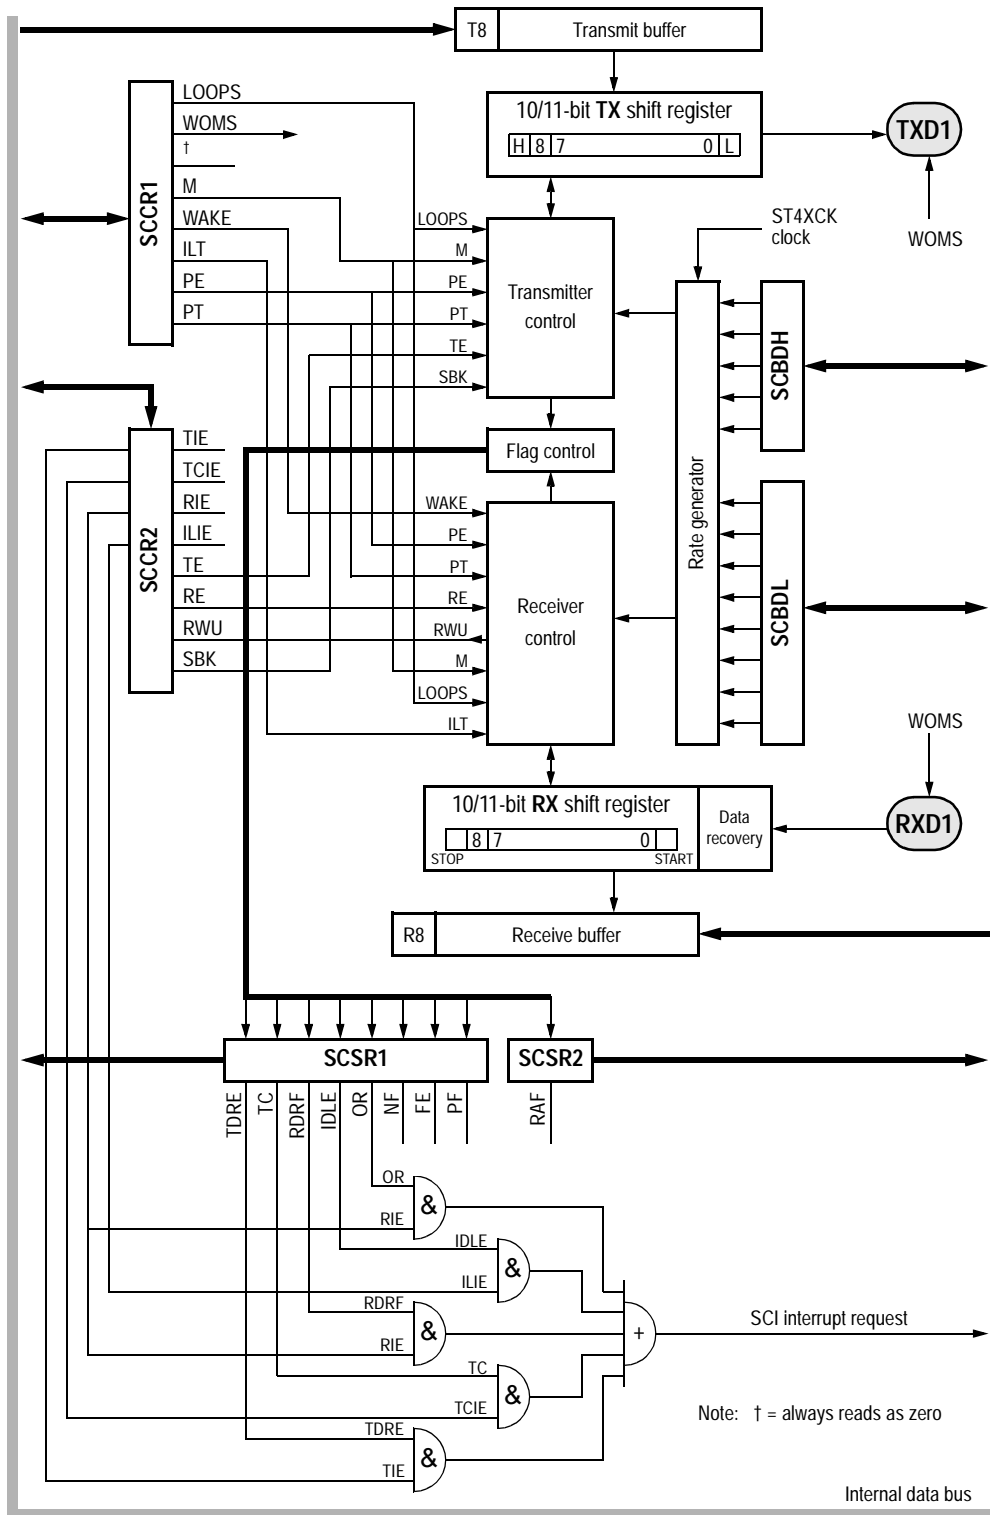 T8 Transmit buffer
10/11-bit TX shift register
H 8 7 0 L
TXD1
WOMS
ST4XCK
clock
SCCR1
LOOPS
WOMS
†
M
WAKE
ILT
PE
PT
LOOPS
M
PE
PT
TE
SBK
Transmitter
control
SCBDH
Rate generator
SCBDL
Flag control
SCCR2
TIE
TCIE
RIE
ILIE
TE
RE
RWU
SBK
WAKE
PE
PT
RE
RWU
M
LOOPS
ILT
Receiver
control
WOMS
RXD1
10/11-bit RX shift register
8 7 0
STOP START
Data
recovery
R8 Receive buffer
SCSR1
SCSR2
TDRE
TC
RDRF
IDLE
OR
NF
FE
PF
RAF
OR
RIE
&
IDLE
ILIE
&
RDRF
RIE
&
TC
TCIE
&
TDRE
TIE
&
+
SCI interrupt request
Note: † = always reads as zero
Internal data bus